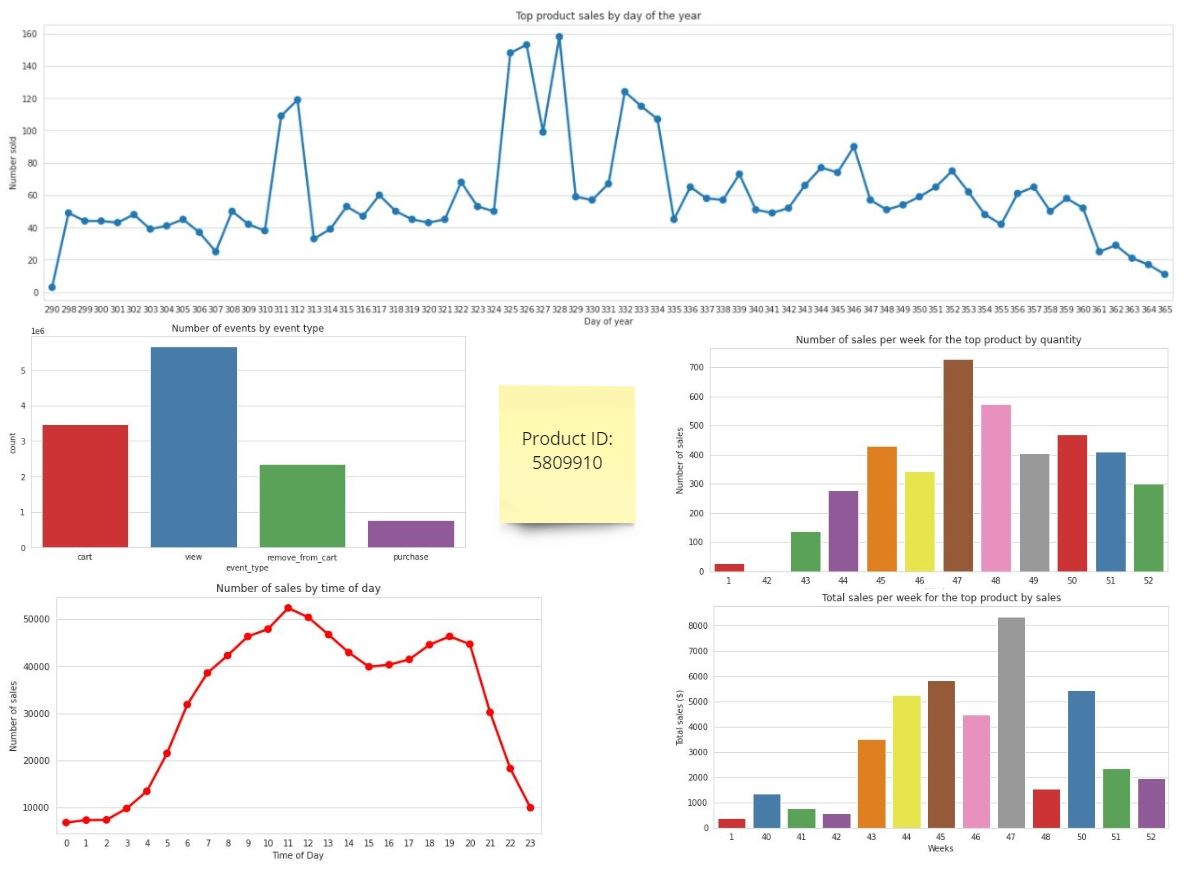 Top product sales by day of the year
160
140
120
100
80
60
40
20
0
Number sold
290 298 299 300 301 302 303 304 305 306 307 308 309 310 311 312 313 314 315 316 317 318 319 320 321 322 323 324 325 326 327 328 329 330 331 332 333 334 335 336 337 338 339 340 341 342 343 344 345 346 347 348 349 350 351 352 353 354 355 356 357 358 359 360 361 362 363 364 365
Day of year
Number of events by event type
1e6
5
4
3
2
1
0
count
cart view remove_from_cart purchase
event_type
Product ID:
5809910
Number of sales per week for the top product by quantity
700
600
500
400
300
200
100
0
Number of sales
1 42 43 44 45 46 47 48 49 50 51 52
Number of sales by time of day
50000
40000
30000
20000
10000
Number of sales
0 1 2 3 4 5 6 7 8 9 10 11 12 13 14 15 16 17 18 19 20 21 22 23
Time of Day
Total sales per week for the top product by sales
8000
7000
6000
5000
4000
3000
2000
1000
0
Total sales ($)
1 40 41 42 43 44 45 46 47 48 50 51 52
Weeks